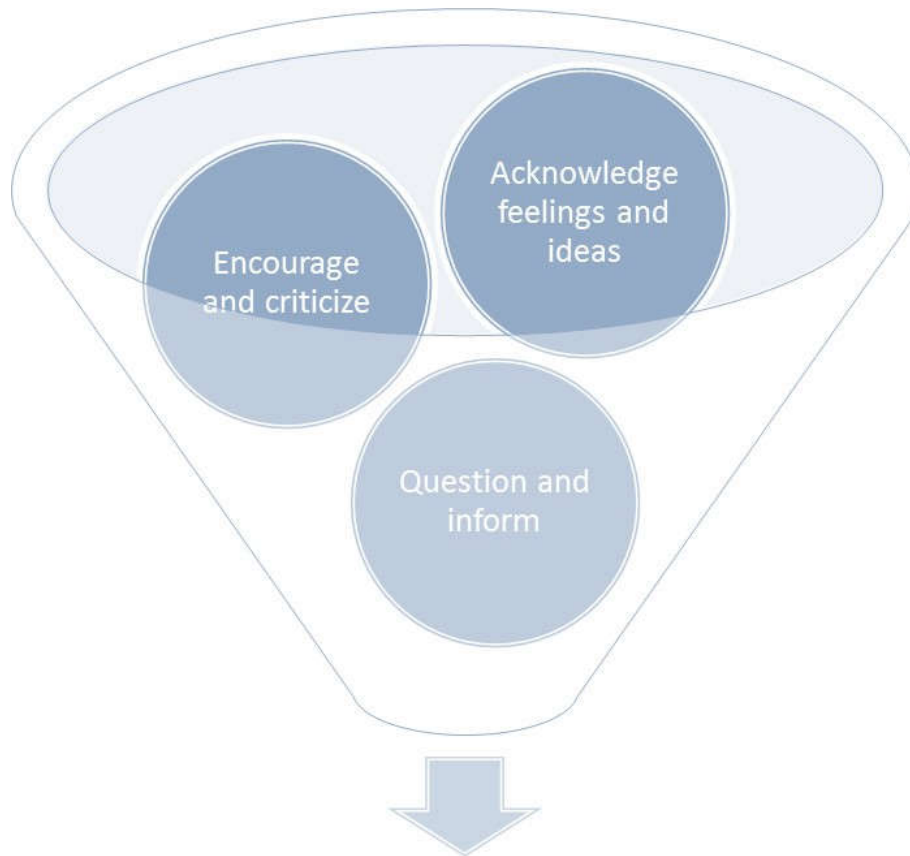 Acknowledge
feelings and
ideas
Encourage
and criticize
Question and
inform